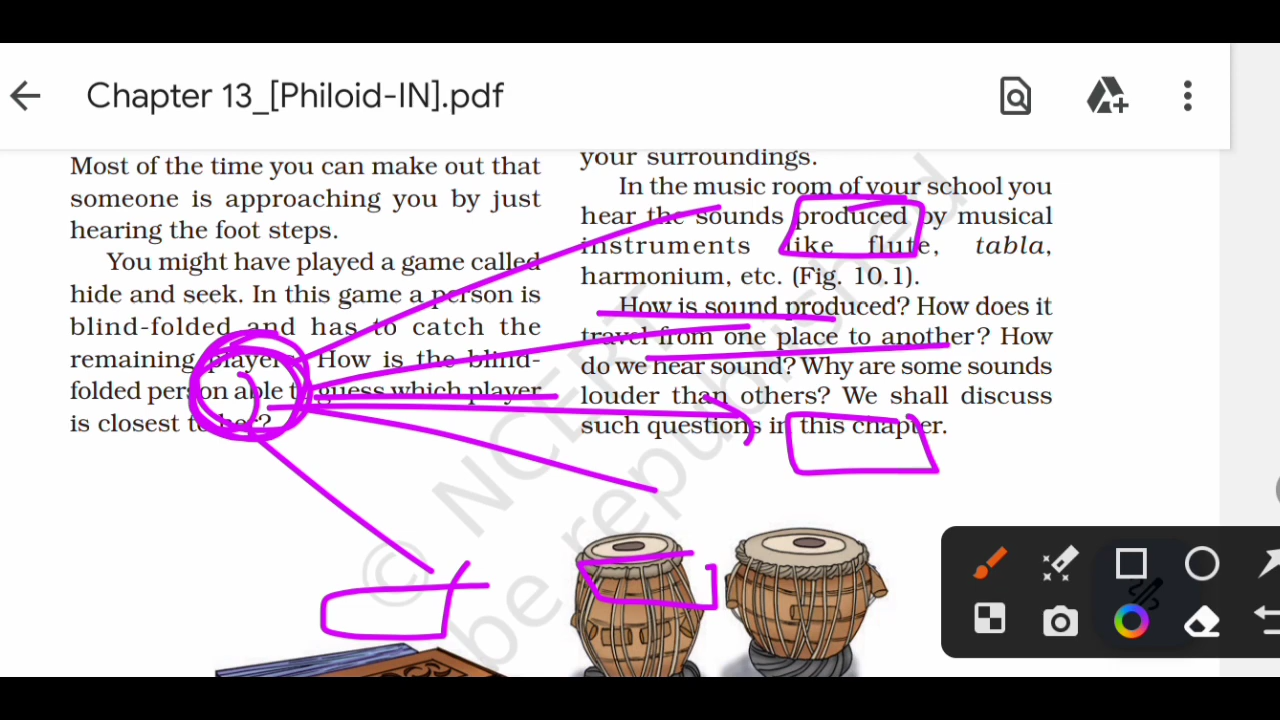 Chapter 13_[Philoid-IN].pdf
Most of the time you can make out that
someone is approaching you by just
hearing the foot steps.
You might have played a game called
hide and seek. In this game a person is
blind-folded and has to catch the
remaining players. How is the blind-
folded person able to guess which player
is closest to her?
your surroundings.
In the music room of your school you
hear the sounds produced by musical
instruments like flute, tabla,
harmonium, etc. (Fig. 10.1).
How is sound produced? How does it
travel from one place to another? How
do we hear sound? Why are some sounds
louder than others? We shall discuss
such questions in this chapter.
© NCERT
be republished